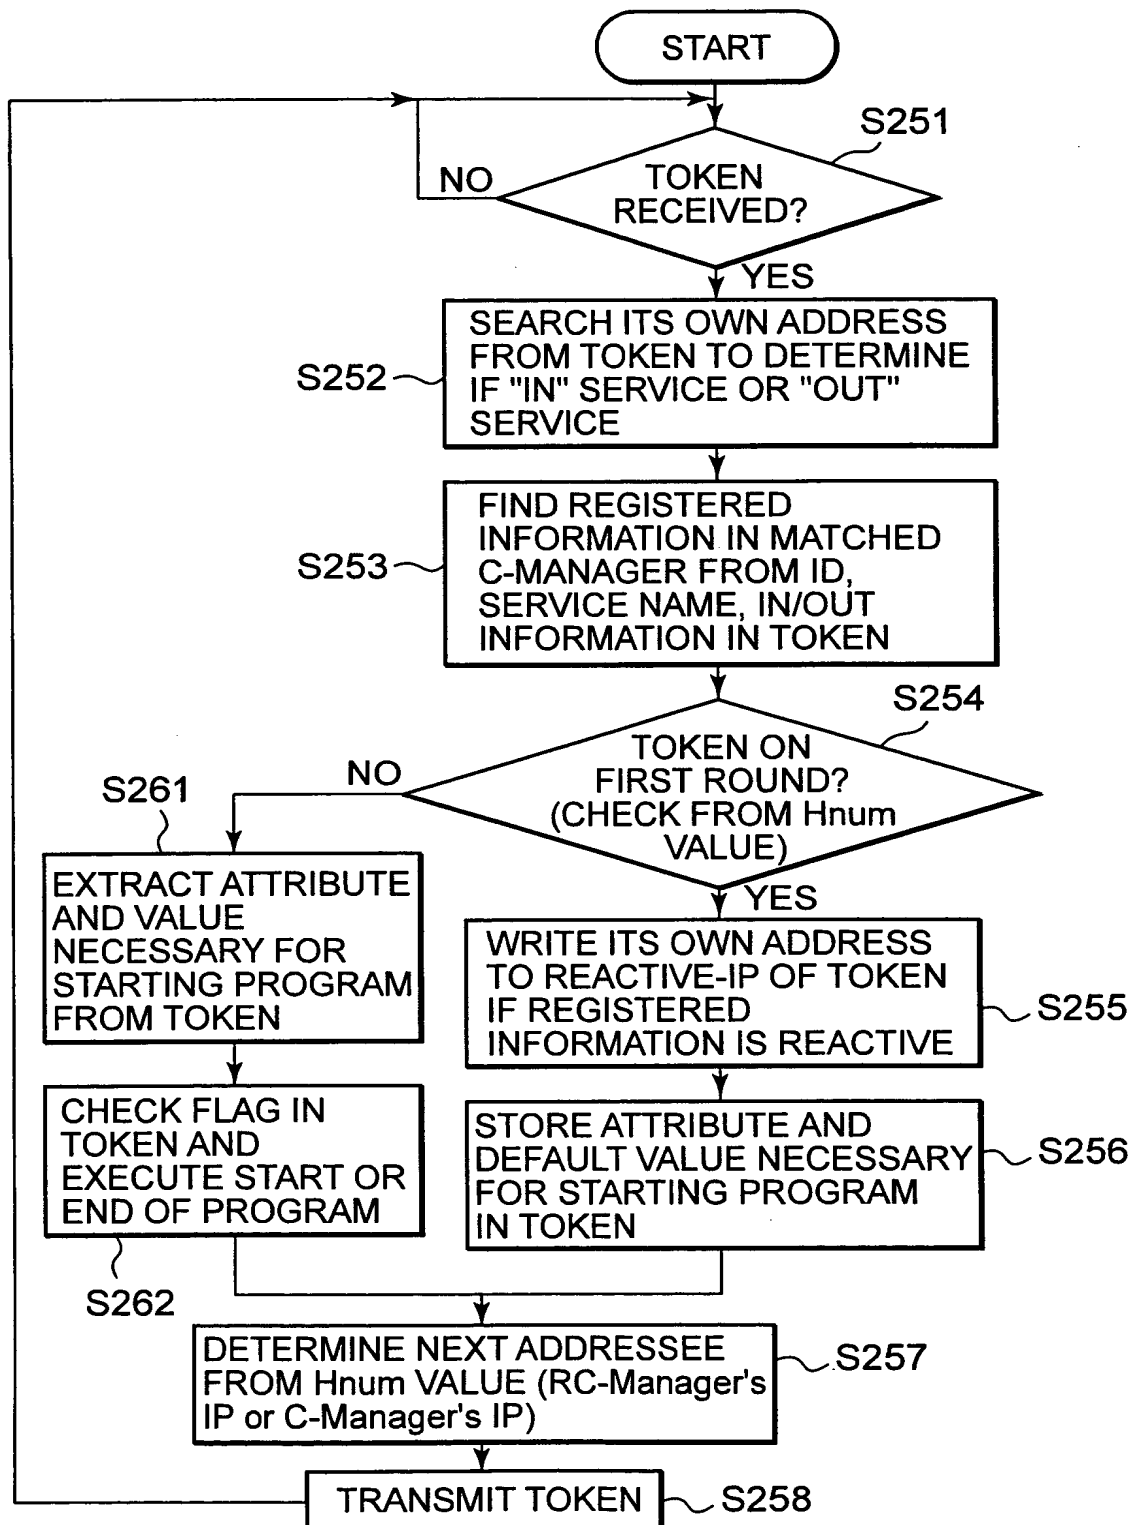 START
S251
NO
TOKEN
RECEIVED?
YES
SEARCH ITS OWN ADDRESS
FROM TOKEN TO DETERMINE
IF "IN" SERVICE OR "OUT"
SERVICE
S252
FIND REGISTERED
INFORMATION IN MATCHED
C-MANAGER FROM ID,
SERVICE NAME, IN/OUT
INFORMATION IN TOKEN
S253
S254
TOKEN ON
FIRST ROUND?
(CHECK FROM Hnum
VALUE)
NO
YES
S261
EXTRACT ATTRIBUTE
AND VALUE
NECESSARY FOR
STARTING PROGRAM
FROM TOKEN
WRITE ITS OWN ADDRESS
TO REACTIVE-IP OF TOKEN
IF REGISTERED
INFORMATION IS REACTIVE
S255
CHECK FLAG IN
TOKEN AND
EXECUTE START OR
END OF PROGRAM
S262
STORE ATTRIBUTE AND
DEFAULT VALUE NECESSARY
FOR STARTING PROGRAM
IN TOKEN
S256
DETERMINE NEXT ADDRESSEE
FROM Hnum VALUE (RC-Manager's
IP or C-Manager's IP)
S257
TRANSMIT TOKEN
S258